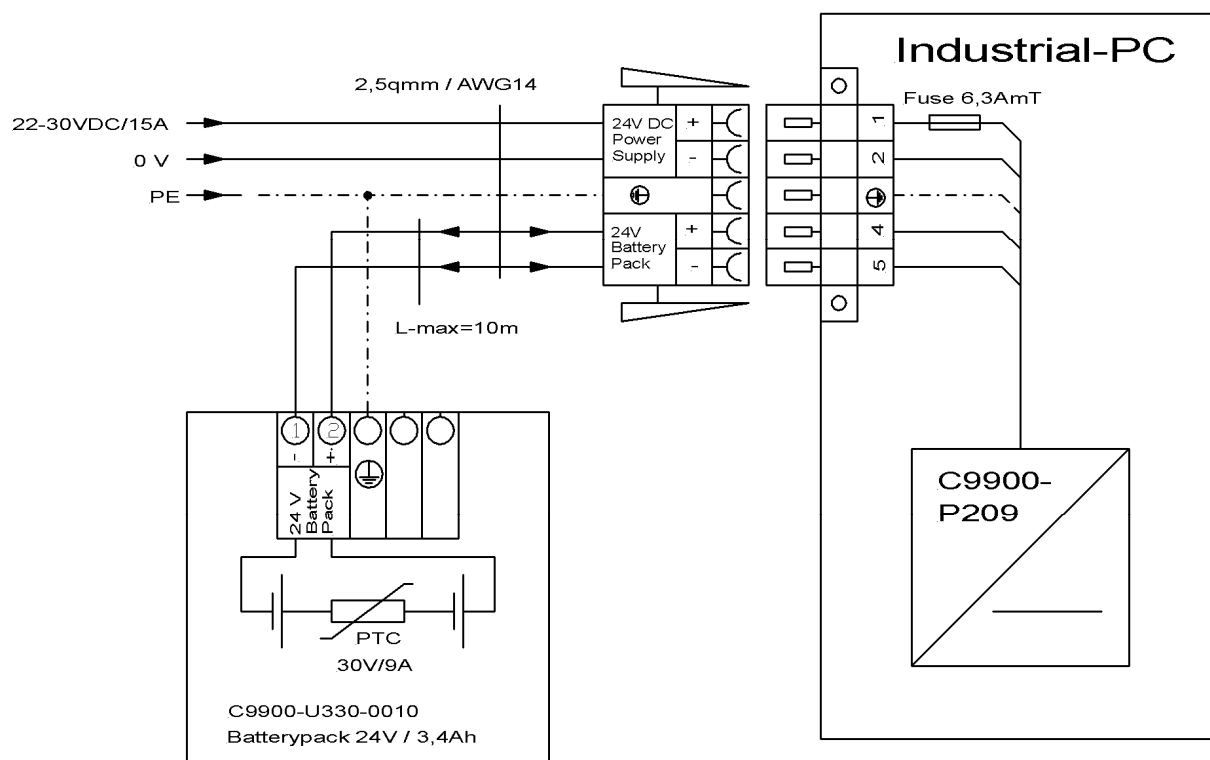 Industrial-PC
2,5qmm / AWG14
Fuse 6,3AmT
22-30VDC/15A
24V DC
Power
Supply
+
-
1
2
0 V
PE
24V
Battery
Pack
+
-
4
5
L-max=10m
1
2
-
+
24 V
Battery
Pack
C9900-
P209
PTC
30V/9A
C9900-U330-0010
Batterypack 24V / 3,4Ah